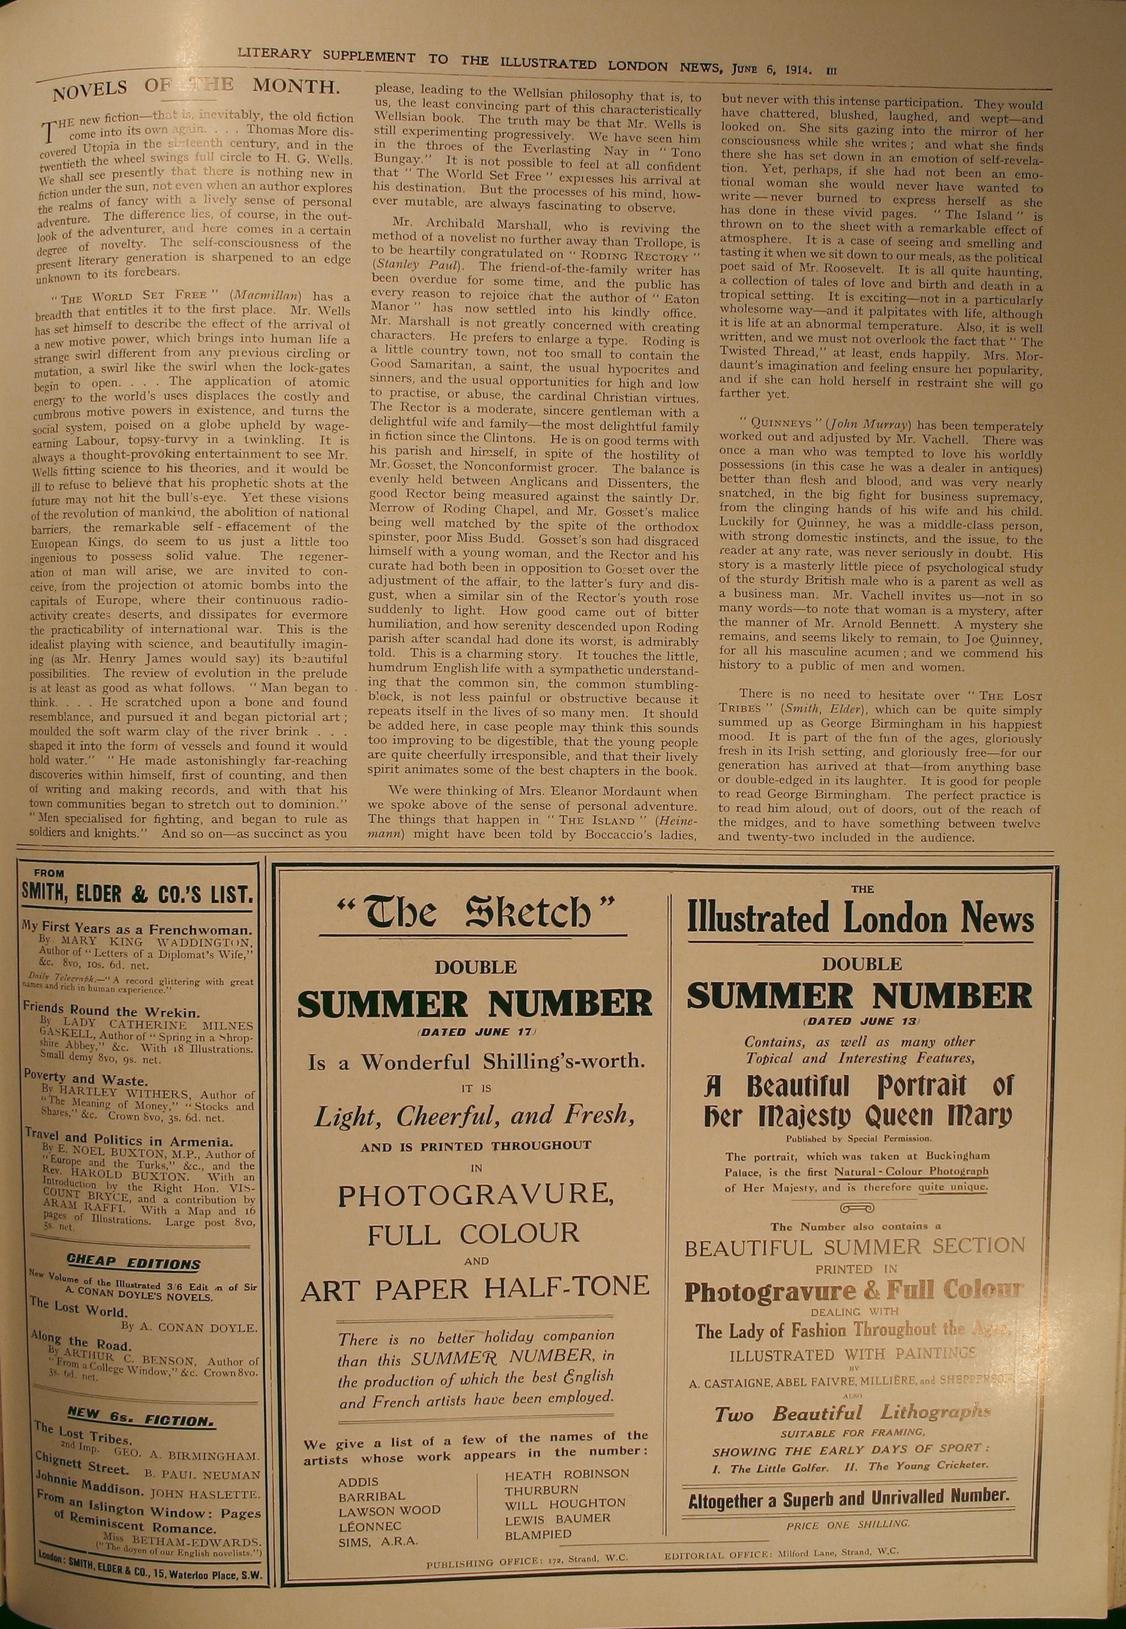 LITERARY SUPPLEMENT TO THE ILLUSTRATED LONDON NEWS, JUNE 6, 1914. III
NOVELS OF THE MONTH.
THE new fiction—that is, inevitably, the old fiction
come into its own again. . . . Thomas More dis-
covered Utopia in the sixteenth century, and in the
twentieth the wheel swings full circle to H. G. Wells.
We shall see presently that there is nothing new in
fiction under the sun, not even when an author explores
the realms of fancy with a lively sense of personal
adventure. The difference lies, of course, in the out-
look of the adventurer, and here comes in a certain
degree of novelty. The self-consciousness of the
present literary generation is sharpened to an edge
unknown to its forebears.
"THE WORLD SET FREE" (Macmillan) has a
breadth that entitles it to the first place. Mr. Wells
has set himself to describe the effect of the arrival of
a new motive power, which brings into human life a
strange swirl different from any previous circling or
mutation, a swirl like the swirl when the lock-gates
begin to open. . . . The application of atomic
energy to the world's uses displaces the costly and
cumbrous motive powers in existence, and turns the
social system, poised on a globe upheld by wage-
earning Labour, topsy-turvy in a twinkling. It is
always a thought-provoking entertainment to see Mr.
Wells fitting science to his theories, and it would be
ill to refuse to believe that his prophetic shots at the
future may not hit the bull's-eye. Yet these visions
of the revolution of mankind, the abolition of national
barriers, the remarkable self-effacement of the
European Kings, do seem to us just a little too
ingenious to possess solid value. The regener-
ation of man will arise, we are invited to con-
ceive, from the projection of atomic bombs into the
capitals of Europe, where their continuous radio-
activity creates deserts, and dissipates for evermore
the practicability of international war. This is the
idealist playing with science, and beautifully imagin-
ing (as Mr. Henry James would say) its beautiful
possibilities. The review of evolution in the prelude
is at least as good as what follows. "Man began to
think. . . . He scratched upon a bone and found
resemblance, and pursued it and began pictorial art;
moulded the soft warm clay of the river brink . . .
shaped it into the form of vessels and found it would
hold water." "He made astonishingly far-reaching
discoveries within himself, first of counting, and then
of writing and making records, and with that his
town communities began to stretch out to dominion."
"Men specialised for fighting, and began to rule as
soldiers and knights." And so on—as succinct as you
please, leading to the Wellsian philosophy that is, to
us, the least convincing part of this characteristically
Wellsian book. The truth may be that Mr. Wells is
still experimenting progressively. We have seen him
in the throes of the Everlasting Nay in "Tono
Bungay." It is not possible to feel at all confident
that "The World Set Free" expresses his arrival at
his destination. But the processes of his mind, how-
ever mutable, are always fascinating to observe.
Mr. Archibald Marshall, who is reviving the
method of a novelist no further away than Trollope, is
to be heartily congratulated on "RODING RECTORY"
(Stanley Paul). The friend-of-the-family writer has
been overdue for some time, and the public has
every reason to rejoice that the author of "Eaton
Manor" has now settled into his kindly office.
Mr. Marshall is not greatly concerned with creating
characters. He prefers to enlarge a type. Roding is
a little country town, not too small to contain the
Good Samaritan, a saint, the usual hypocrites and
sinners, and the usual opportunities for high and low
to practise, or abuse, the cardinal Christian virtues.
The Rector is a moderate, sincere gentleman with a
delightful wife and family—the most delightful family
in fiction since the Clintons. He is on good terms with
his parish and himself, in spite of the hostility of
Mr. Gosset, the Nonconformist grocer. The balance is
evenly held between Anglicans and Dissenters, the
good Rector being measured against the saintly Dr.
Merrow of Roding Chapel, and Mr. Gosset's malice
being well matched by the spite of the orthodox
spinster, poor Miss Budd. Gosset's son had disgraced
himself with a young woman, and the Rector and his
curate had both been in opposition to Gosset over the
adjustment of the affair, to the latter's fury and dis-
gust, when a similar sin of the Rector's youth rose
suddenly to light. How good came out of bitter
humiliation, and how serenity descended upon Roding
parish after scandal had done its worst, is admirably
told. This is a charming story. It touches the little,
humdrum English life with a sympathetic understand-
ing that the common sin, the common stumbling-
block, is not less painful or obstructive because it
repeats itself in the lives of so many men. It should
be added here, in case people may think this sounds
too improving to be digestible, that the young people
are quite cheerfully irresponsible, and that their lively
spirit animates some of the best chapters in the book.
We were thinking of Mrs. Eleanor Mordaunt when
we spoke above of the sense of personal adventure.
The things that happen in "THE ISLAND" (Heine-
mann) might have been told by Boccaccio's ladies,
but never with this intense participation. They would
have chattered, blushed, laughed, and wept—and
looked on. She sits gazing into the mirror of her
consciousness while she writes; and what she finds
there she has set down in an emotion of self-revela-
tion. Yet, perhaps, if she had not been an emo-
tional woman she would never have wanted to
write—never burned to express herself as she
has done in these vivid pages. "The Island" is
thrown on to the sheet with a remarkable effect of
atmosphere. It is a case of seeing and smelling and
tasting it when we sit down to our meals, as the political
poet said of Mr. Roosevelt. It is all quite haunting,
a collection of tales of love and birth and death in a
tropical setting. It is exciting—not in a particularly
wholesome way—and it palpitates with life, although
it is life at an abnormal temperature. Also, it is well
written, and we must not overlook the fact that "The
Twisted Thread," at least, ends happily. Mrs. Mor-
daunt's imagination and feeling ensure her popularity,
and if she can hold herself in restraint she will go
farther yet.
"QUINNEYS" (John Murray) has been temperately
worked out and adjusted by Mr. Vachell. There was
once a man who was tempted to love his worldly
possessions (in this case he was a dealer in antiques)
better than flesh and blood, and was very nearly
snatched, in the big fight for business supremacy,
from the clinging hands of his wife and his child.
Luckily for Quinney, he was a middle-class person,
with strong domestic instincts, and the issue, to the
reader at any rate, was never seriously in doubt. His
story is a masterly little piece of psychological study
of the sturdy British male who is a parent as well as
a business man. Mr. Vachell invites us—not in so
many words—to note that woman is a mystery, after
the manner of Mr. Arnold Bennett. A mystery she
remains, and seems likely to remain, to Joe Quinney,
for all his masculine acumen; and we commend his
history to a public of men and women.
There is no need to hesitate over "THE LOST
TRIBES" (Smith, Elder), which can be quite simply
summed up as George Birmingham in his happiest
mood. It is part of the fun of the ages, gloriously
fresh in its Irish setting, and gloriously free—for our
generation has arrived at that—from anything base
or double-edged in its laughter. It is good for people
to read George Birmingham. The perfect practice is
to read him aloud, out of doors, out of the reach of
the midges, and to have something between twelve
and twenty-two included in the audience.
FROM
SMITH, ELDER & CO.'S LIST.
My First Years as a Frenchwoman.
By MARY KING WADDINGTON,
Author of "Letters of a Diplomat's Wife,"
&c. 8vo, 10s. 6d. net.
Daily Telegraph.—"A record glittering with great
names and rich in human experience."
Friends Round the Wrekin.
By LADY CATHERINE MILNES
GASKELL, Author of "Spring in a Shrop-
shire Abbey," &c. With 18 Illustrations.
Small demy 8vo, 9s. net.
Poverty and Waste.
By HARTLEY WITHERS, Author of
"The Meaning of Money," "Stocks and
Shares," &c. Crown 8vo, 3s. 6d. net.
Travel and Politics in Armenia.
By E. NOEL BUXTON, M.P., Author of
"Europe and the Turks," &c., and the
Rev. HAROLD BUXTON. With an
Introduction by the Right Hon. VIS-
COUNT BRYCE, and a contribution by
ARAM RAFFI. With a Map and 16
pages of Illustrations. Large post 8vo,
5s. net.
CHEAP EDITIONS
New Volume of the Illustrated 3/6 Edition of Sir
A. CONAN DOYLE'S NOVELS.
The Lost World.
By A. CONAN DOYLE.
Along the Road.
By ARTHUR C. BENSON, Author of
"From a College Window," &c. Crown 8vo.
3s. 6d. net.
NEW 6s. FICTION.
The Lost Tribes.
2nd Imp. GEO. A. BIRMINGHAM.
Chignett Street. B. PAUL NEUMAN
Johnnie Maddison. JOHN HASLETTE.
From an Islington Window: Pages
of Reminiscent Romance.
Miss BETHAM-EDWARDS.
("The doyen of our English novelists.")
London: SMITH, ELDER & CO., 15, Waterloo Place, S.W.
"The Sketch"
DOUBLE
SUMMER NUMBER
(DATED JUNE 17)
Is a Wonderful Shilling's-worth.
IT IS
Light, Cheerful, and Fresh,
AND IS PRINTED THROUGHOUT
IN
PHOTOGRAVURE,
FULL COLOUR
AND
ART PAPER HALF-TONE
There is no better holiday companion
than this SUMMER NUMBER, in
the production of which the best English
and French artists have been employed.
We give a list of a few of the names of the
artists whose work appears in the number:
ADDIS
BARRIBAL
LAWSON WOOD
LÉONNEC
SIMS, A.R.A.
HEATH ROBINSON
THURBURN
WILL HOUGHTON
LEWIS BAUMER
BLAMPIED
THE
Illustrated London News
DOUBLE
SUMMER NUMBER
(DATED JUNE 13)
Contains, as well as many other
Topical and Interesting Features,
A Beautiful Portrait of
Her Majesty Queen Mary
Published by Special Permission.
The portrait, which was taken at Buckingham
Palace, is the first Natural-Colour Photograph
of Her Majesty, and is therefore quite unique.
The Number also contains a
BEAUTIFUL SUMMER SECTION
PRINTED IN
Photogravure & Full Colour
DEALING WITH
The Lady of Fashion Throughout the Ages,
ILLUSTRATED WITH PAINTINGS
BY
A. CASTAIGNE, ABEL FAIVRE, MILLIÈRE, and
ALSO
Two Beautiful Lithographs
SUITABLE FOR FRAMING,
SHOWING THE EARLY DAYS OF SPORT:
I. The Little Golfer. II. The Young Cricketer.
Altogether a Superb and Unrivalled Number.
PRICE ONE SHILLING.
PUBLISHING OFFICE: 172, Strand, W.C. EDITORIAL OFFICE: Milford Lane, Strand, W.C.